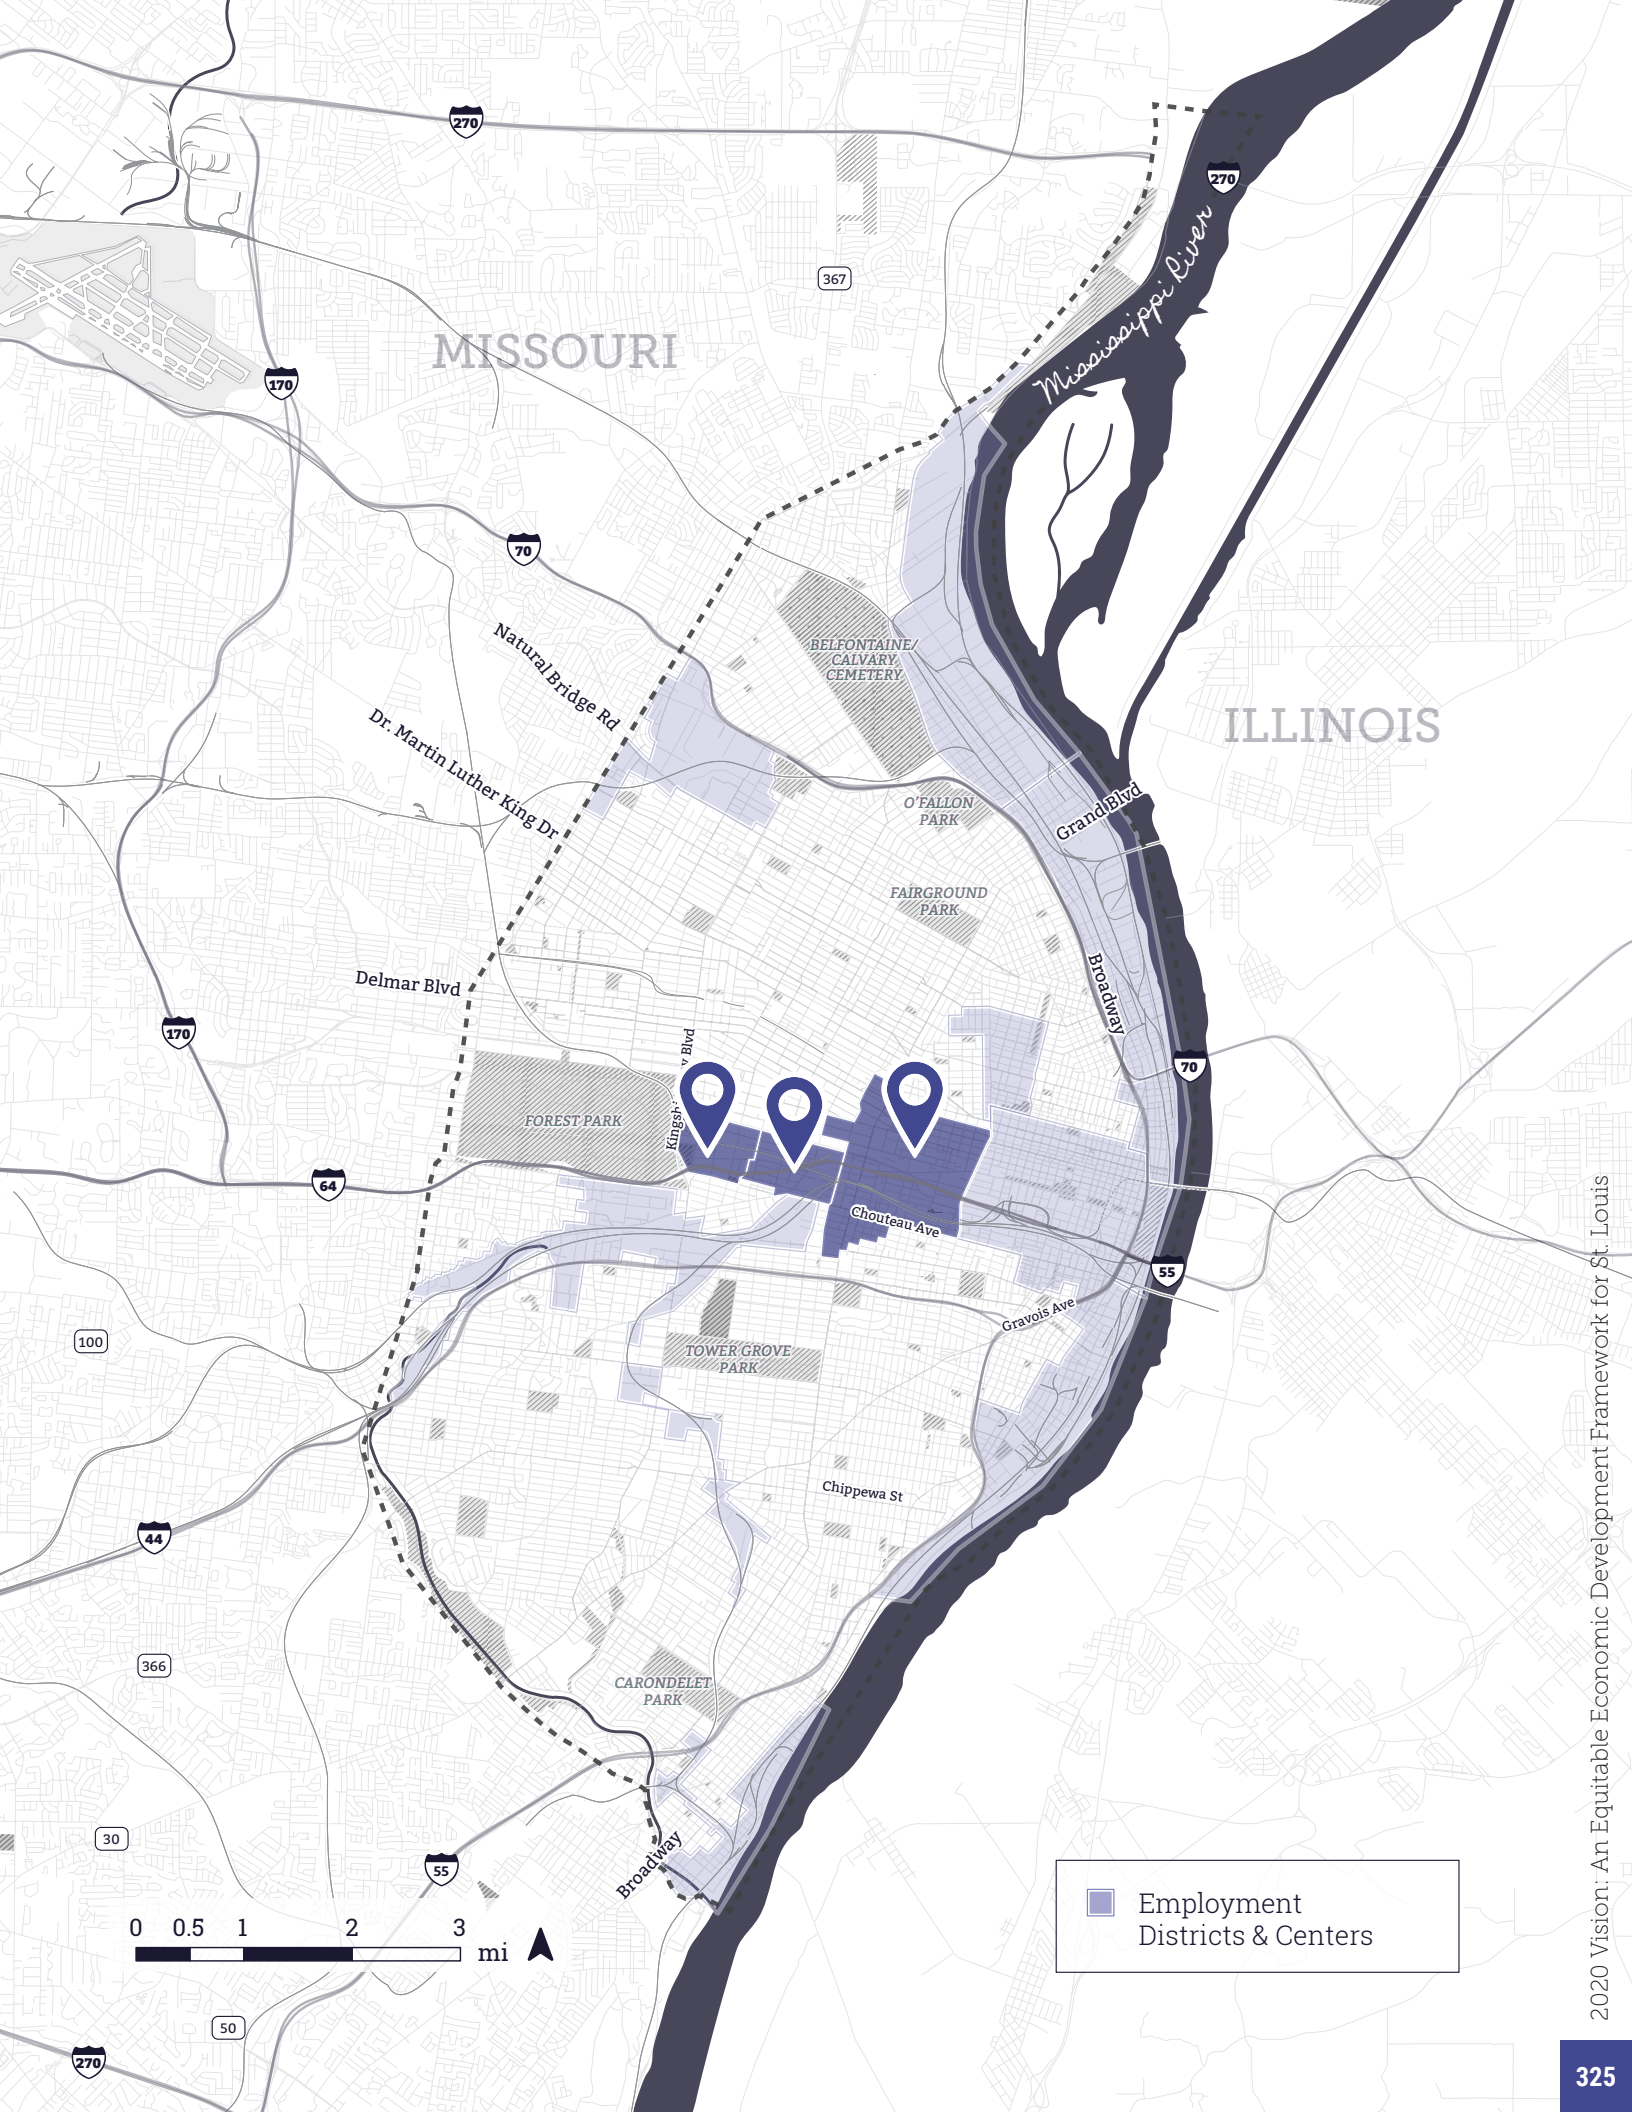 270
270
Mississippi River
367
MISSOURI
170
70
Natural Bridge Rd
BELFONTAINE/
CALVARY
CEMETERY
Dr. Martin Luther King Dr
ILLINOIS
Grand Blvd
O'FALLON
PARK
FAIRGROUND
PARK
Delmar Blvd
Broadway
170
Blvd
70
FOREST PARK
64
Chouteau Ave
55
Gravois Ave
100
TOWER GROVE
PARK
Chippewa St
44
366
CARONDELET
PARK
30
55
Broadway
0 0.5 1 2 3
mi
50
270
Employment
Districts & Centers
2020 Vision: An Equitable Economic Development Framework for St. Louis
325